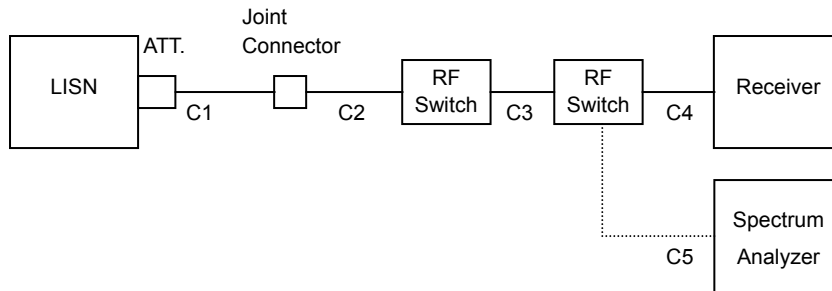 Joint
Connector
ATT.
LISN
RF
Switch
RF
Switch
Receiver
C1
C2
C3
C4
Spectrum
Analyzer
C5